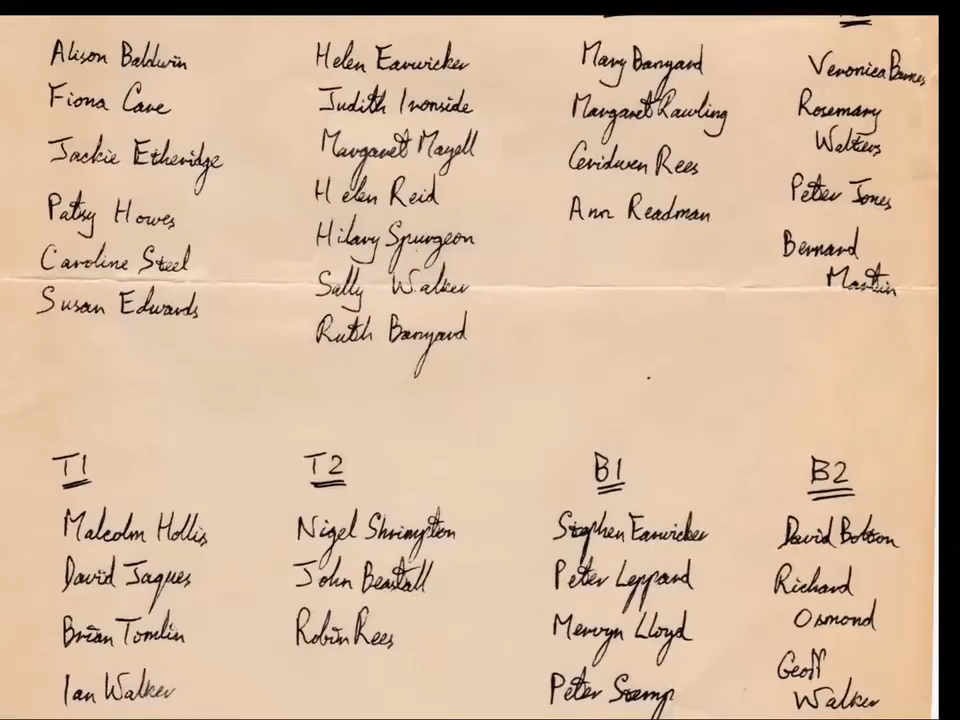 Alison Baldwin
Fiona Cave
Jackie Etheridge
Patsy Howes
Caroline Steel
Susan Edwards
Helen Earwicker
Judith Ironside
Margaret Mayell
Helen Reid
Hilary Spurgeon
Sally Walker
Ruth Banyard
Mary Banyard
Margaret Rawling
Ceridwen Rees
Ann Readman
Veronica Barnes
Rosemary
Walters
Peter Jones
Bernard
Martin
T1
Malcolm Hollis
David Jaques
Brian Tomlin
Ian Walker
T2
Nigel Shrimpton
John Beastall
Robin Rees
B1
Stephen Earwicker
Peter Leppard
Mervyn Lloyd
Peter Stemp
B2
David Bolton
Richard
Osmond
Geoff
Walker